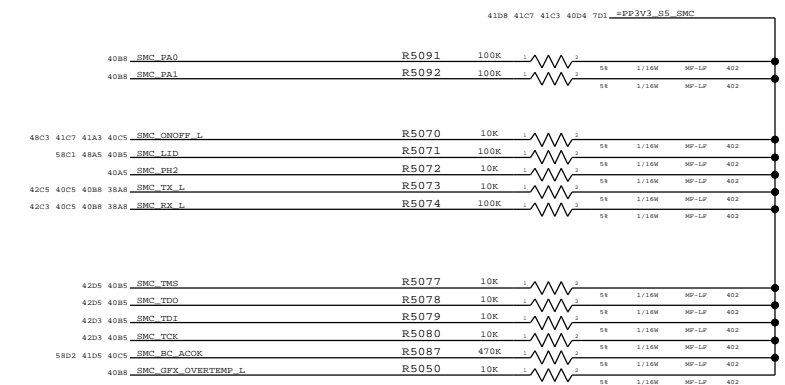 41D8 41C7 41C3 40D4 7D1 =PP3V3_S5_SMC
40B8 SMC_PA0 R5091 100K 1 2
5% 1/16W MF-LF 402
40B8 SMC_PA1 R5092 100K 1 2
5% 1/16W MF-LF 402
48C3 41C7 41A3 40C5 SMC_ONOFF_L R5070 10K 1 2
5% 1/16W MF-LF 402
58C1 48A5 40B5 SMC_LID R5071 100K 1 2
5% 1/16W MF-LF 402
40A5 SMC_PH2 R5072 10K 1 2
5% 1/16W MF-LF 402
42C5 40C5 40B8 38A8 SMC_TX_L R5073 10K 1 2
5% 1/16W MF-LF 402
42C3 40C5 40B8 38A8 SMC_RX_L R5074 100K 1 2
5% 1/16W MF-LF 402
42D5 40B5 SMC_TMS R5077 10K 1 2
5% 1/16W MF-LF 402
42D5 40B5 SMC_TDO R5078 10K 1 2
5% 1/16W MF-LF 402
42D3 40B5 SMC_TDI R5079 10K 1 2
5% 1/16W MF-LF 402
42D3 40B5 SMC_TCK R5080 10K 1 2
5% 1/16W MF-LF 402
58D2 41D5 40C5 SMC_BC_ACOK R5087 470K 1 2
5% 1/16W MF-LF 402
40B8 SMC_GFX_OVERTEMP_L R5050 10K 1 2
5% 1/16W MF-LF 402